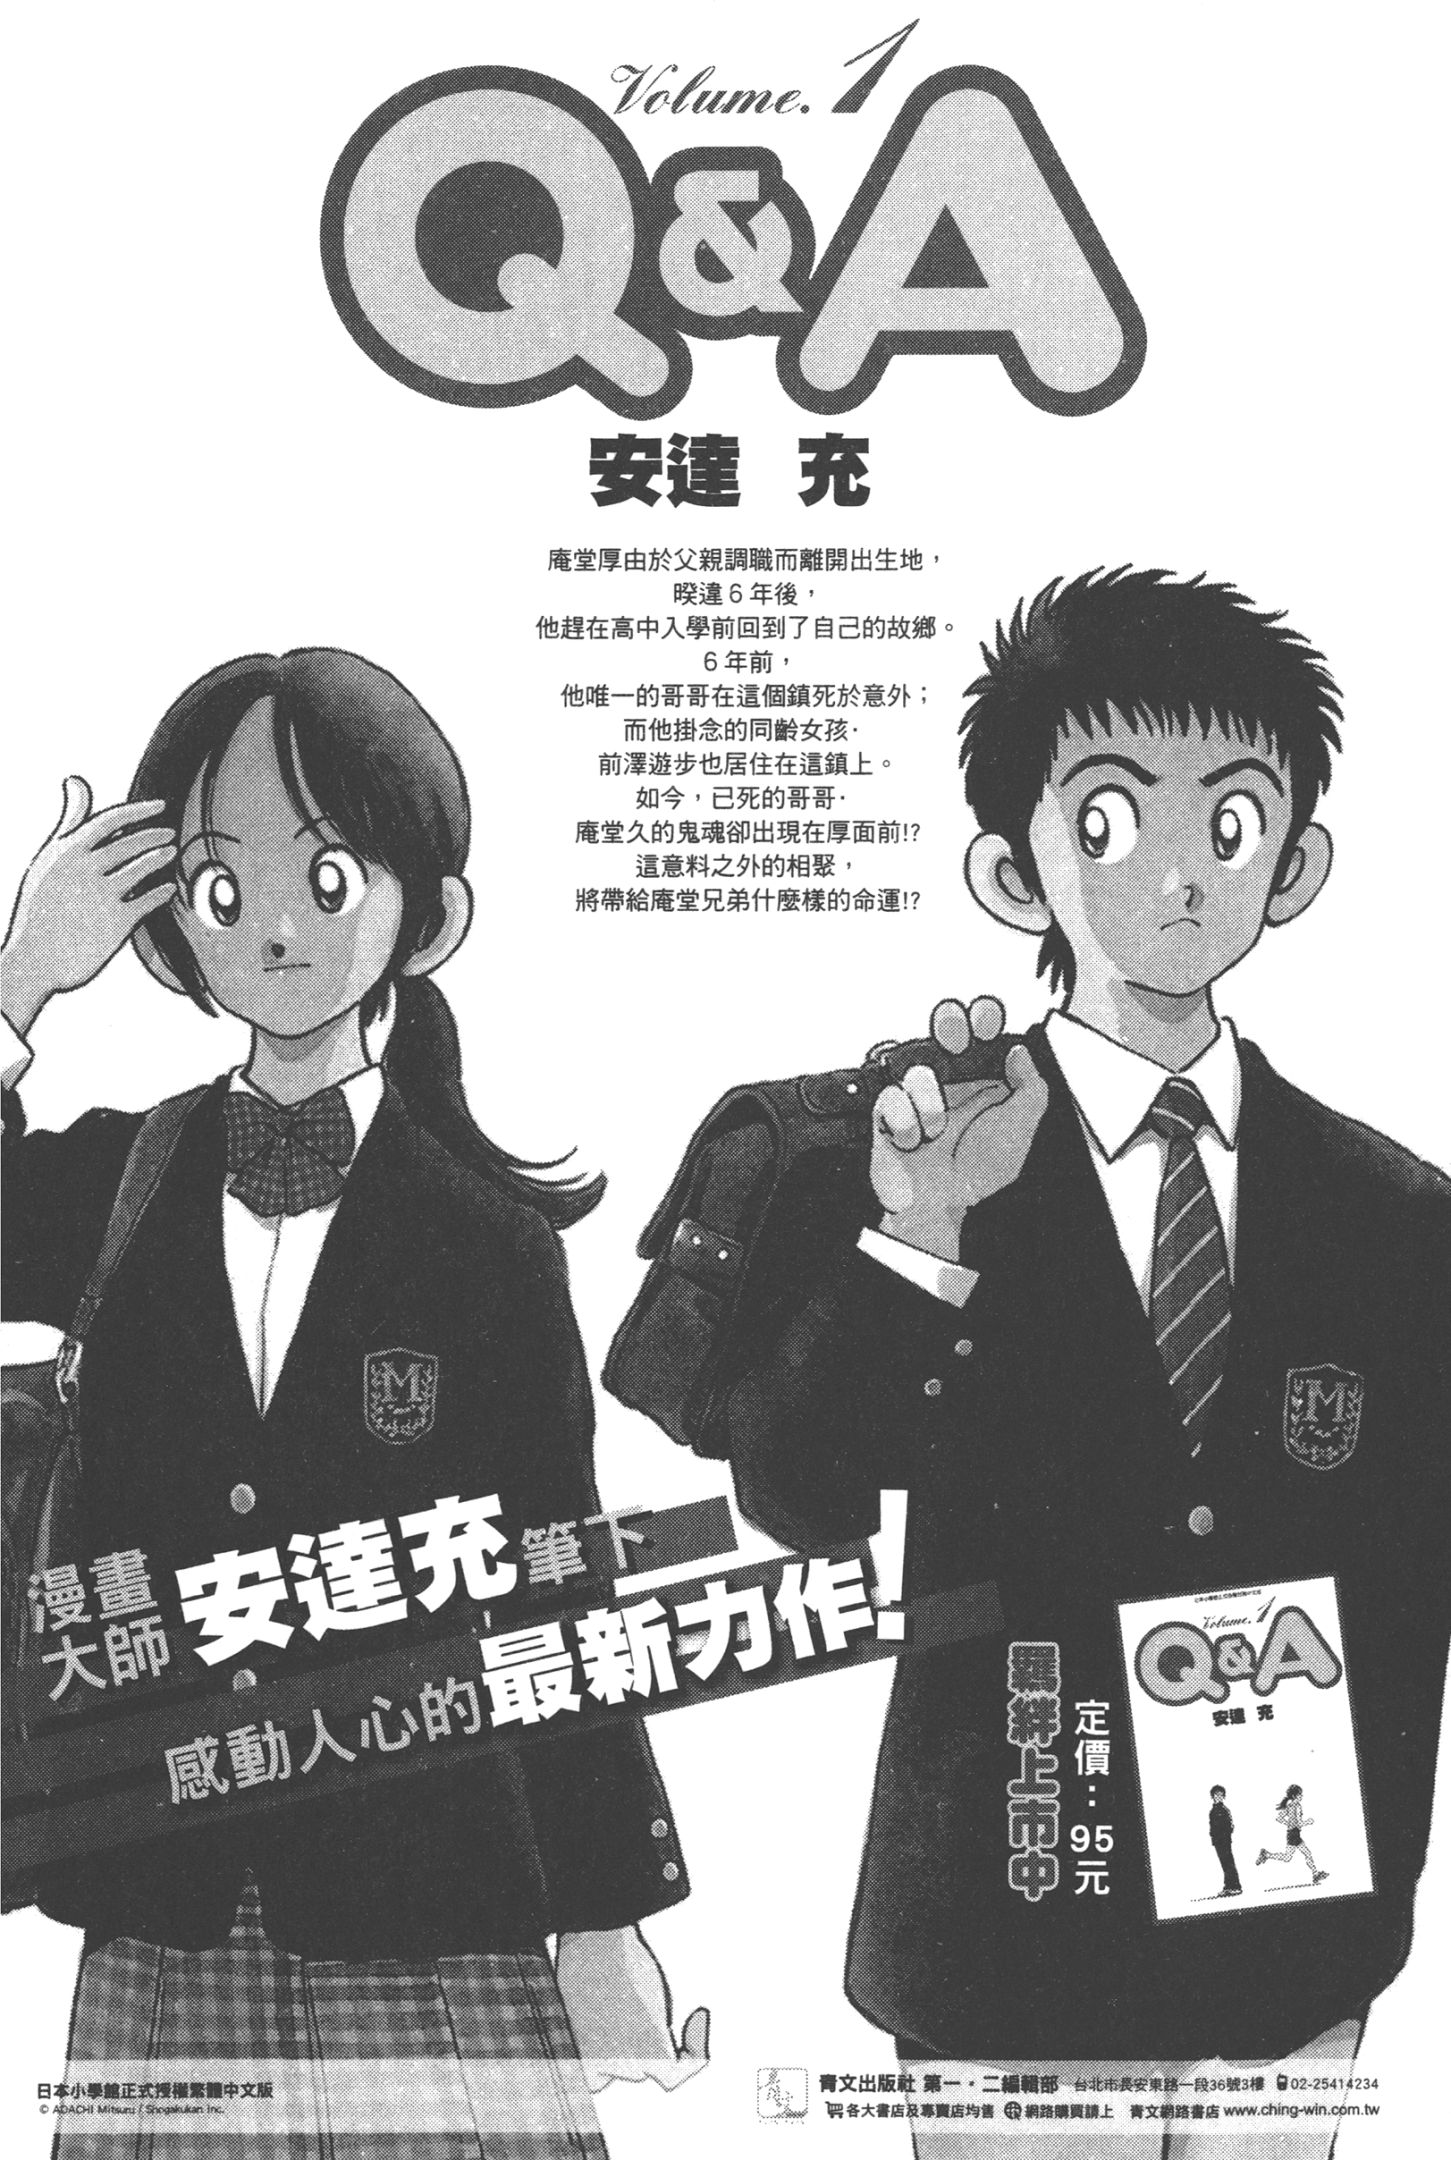 Volume.1
Q&A
安達 充
庵堂厚由於父親調職而離開出生地，
暌違6年後，
他趕在高中入學前回到了自己的故鄉。
6年前，
他唯一的哥哥在這個鎮死於意外；
而他掛念的同齡女孩·
前澤遊步也居住在這鎮上。
如今，已死的哥哥·
庵堂久的鬼魂卻出現在厚面前!?
這意料之外的相聚，
將帶給庵堂兄弟什麼樣的命運!?
M
M
漫畫大師安達充筆下
感動人心的最新力作!
Volume.1
Q&A
安達 充
定價：95元
羈絆上市中
日本小學館正式授權繁體中文版
© ADACHI Mitsuru / Shogakukan Inc.
青文出版社 第一・二編輯部 台北市長安東路一段36號3樓 02-25414234
各大書店及專賣店均售 網路購買請上 青文網路書店 www.ching-win.com.tw